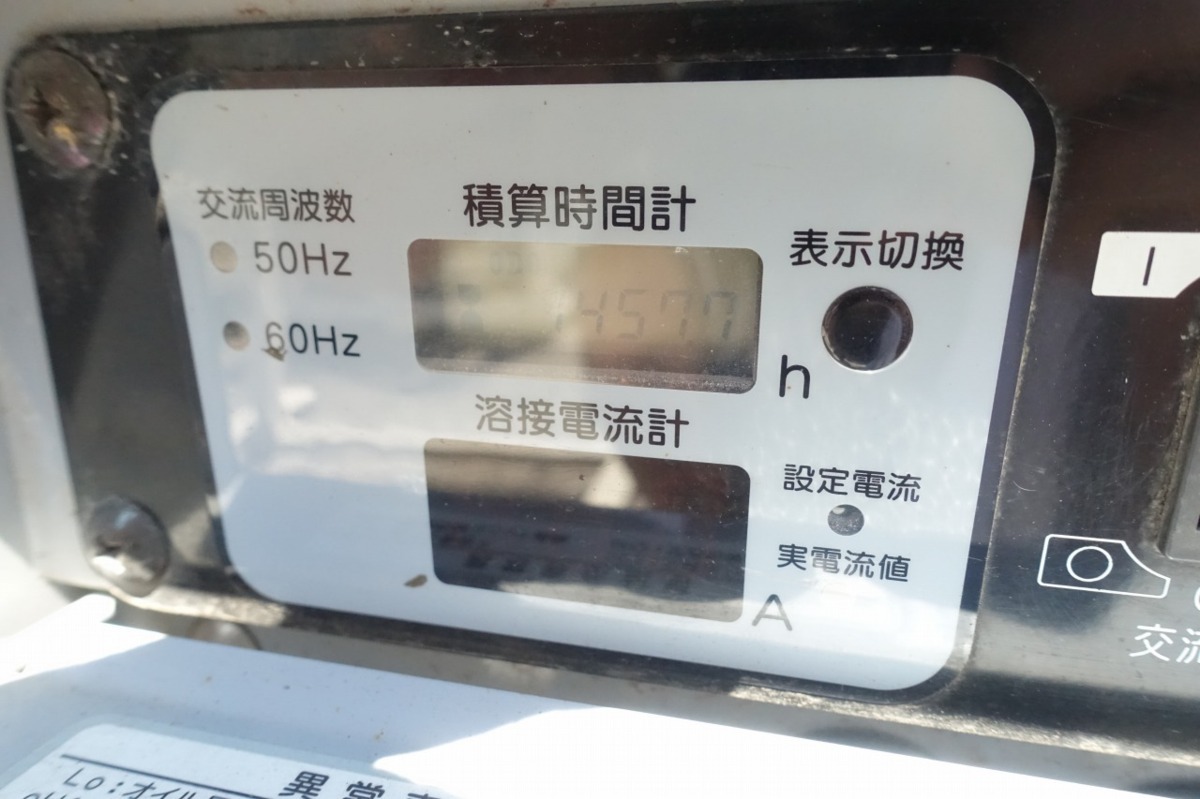 交流周波数
50Hz
60Hz
積算時間計
h
表示切換
溶接電流計
A
設定電流
実電流値
I
交流
Lo:オイル
異常